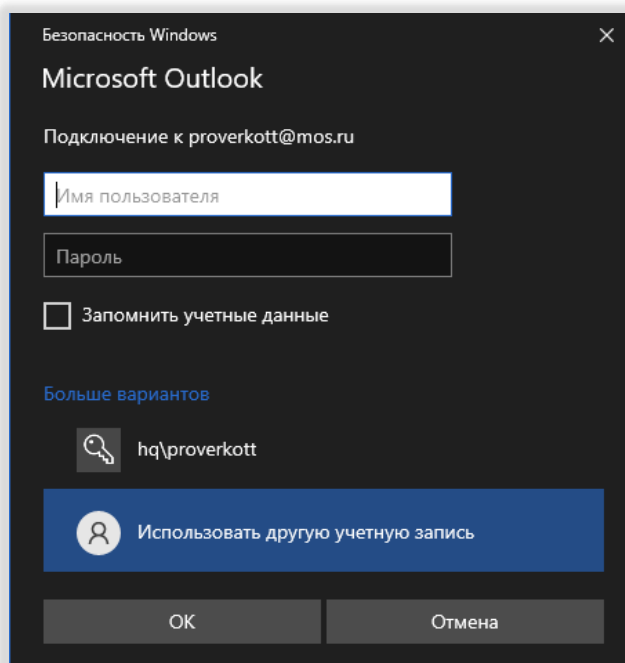 Безопасность Windows
Microsoft Outlook
Подключение к proverkott@mos.ru
Имя пользователя
Пароль
Запомнить учетные данные
Больше вариантов
hq\proverkott
Использовать другую учетную запись
ОК
Отмена